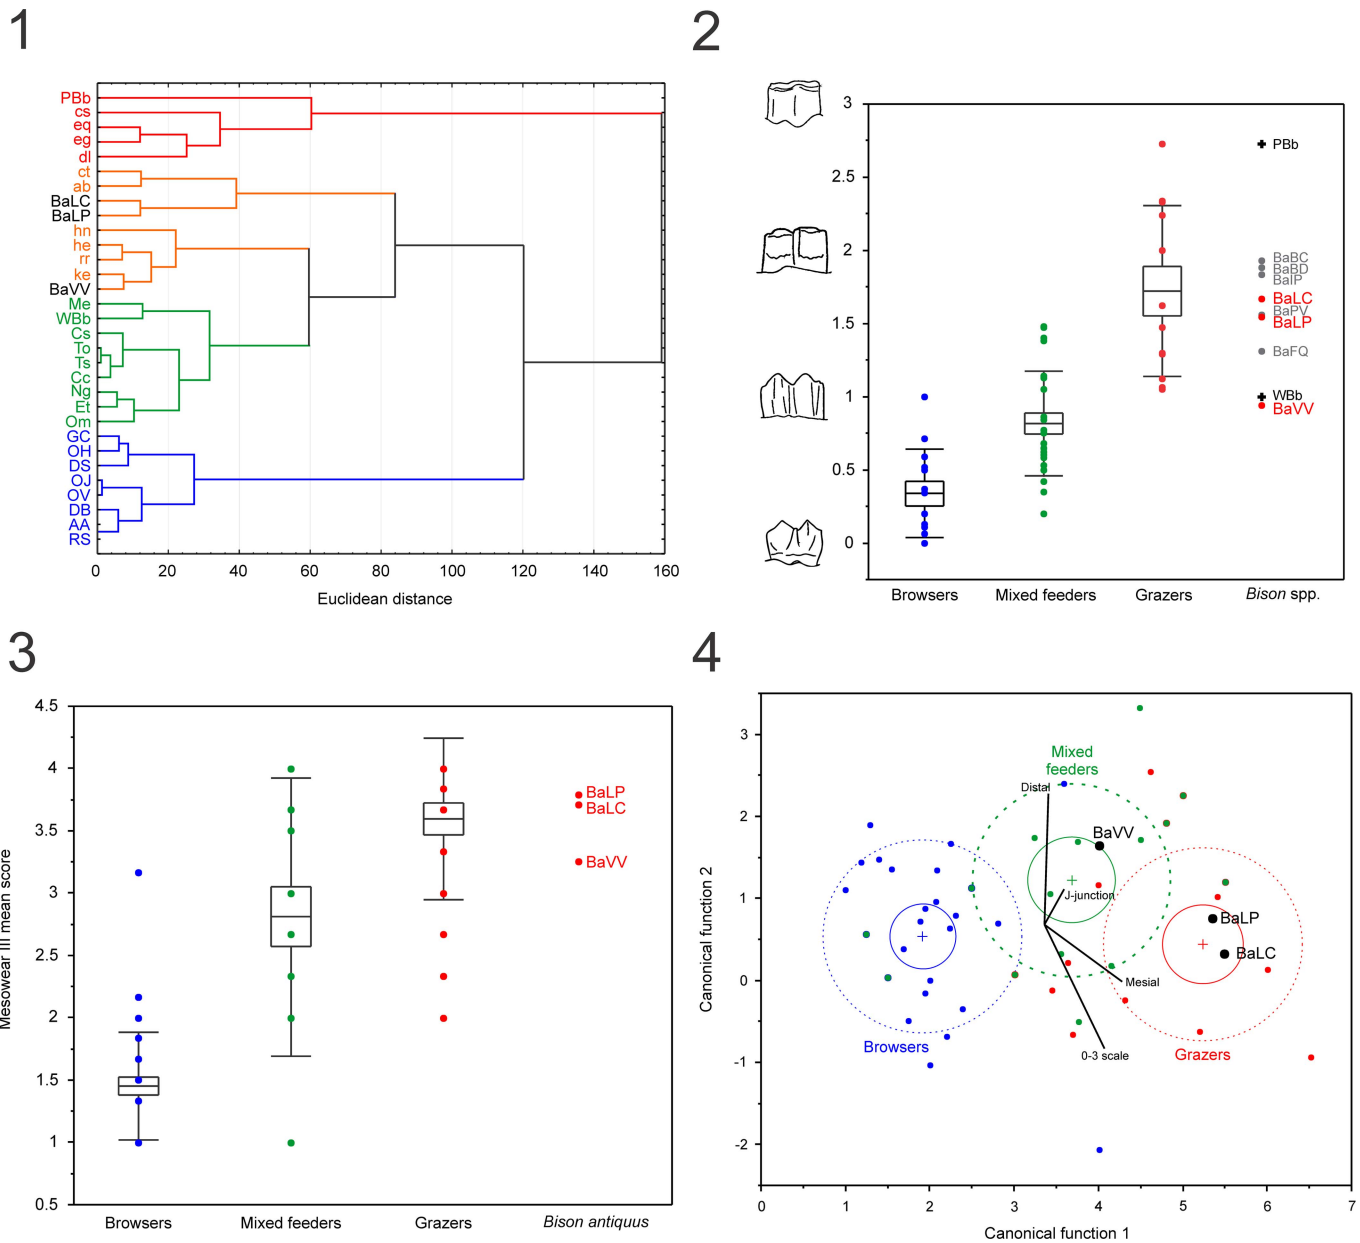 1
PBb
cs
eq
eg
dl
ct
ab
BaLC
BaLP
hn
he
rr
ke
BaVV
Me
WBb
Cs
To
Ts
Cc
Ng
Et
Om
GC
OH
DS
OJ
OV
DB
AA
RS
0 20 40 60 80 100 120 140 160
Euclidean distance
2
3
2.5
2
1.5
1
0.5
0
PBb
BaBC
BaBD
BaIP
BaLC
BaPV
BaLP
BaFQ
WBb
BaVV
Browsers Mixed feeders Grazers Bison spp.
3
Mesowear III mean score
4.5
4
3.5
3
2.5
2
1.5
1
0.5
BaLP
BaLC
BaVV
Browsers Mixed feeders Grazers Bison antiquus
4
Canonical function 2
3
2
1
0
-1
-2
Mixed
feeders
Distal
BaVV
J-junction
BaLP
BaLC
Mesial
Browsers
0-3 scale
Grazers
0 1 2 3 4 5 6 7
Canonical function 1